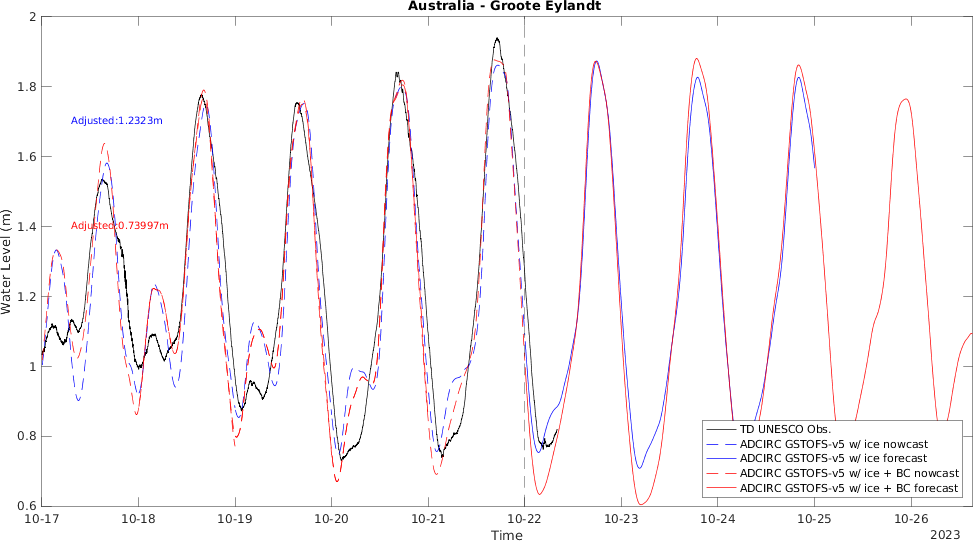 Australia - Groote Eylandt
2
1.8
1.6
1.4
1.2
1
0.8
0.6
Water Level (m)
Adjusted:1.2323m
Adjusted:0.73997m
TD UNESCO Obs.
ADCIRC GSTOFS-v5 w/ ice nowcast
ADCIRC GSTOFS-v5 w/ ice forecast
ADCIRC GSTOFS-v5 w/ ice + BC nowcast
ADCIRC GSTOFS-v5 w/ ice + BC forecast
10-17 10-18 10-19 10-20 10-21 10-22 10-23 10-24 10-25 10-26
Time
2023